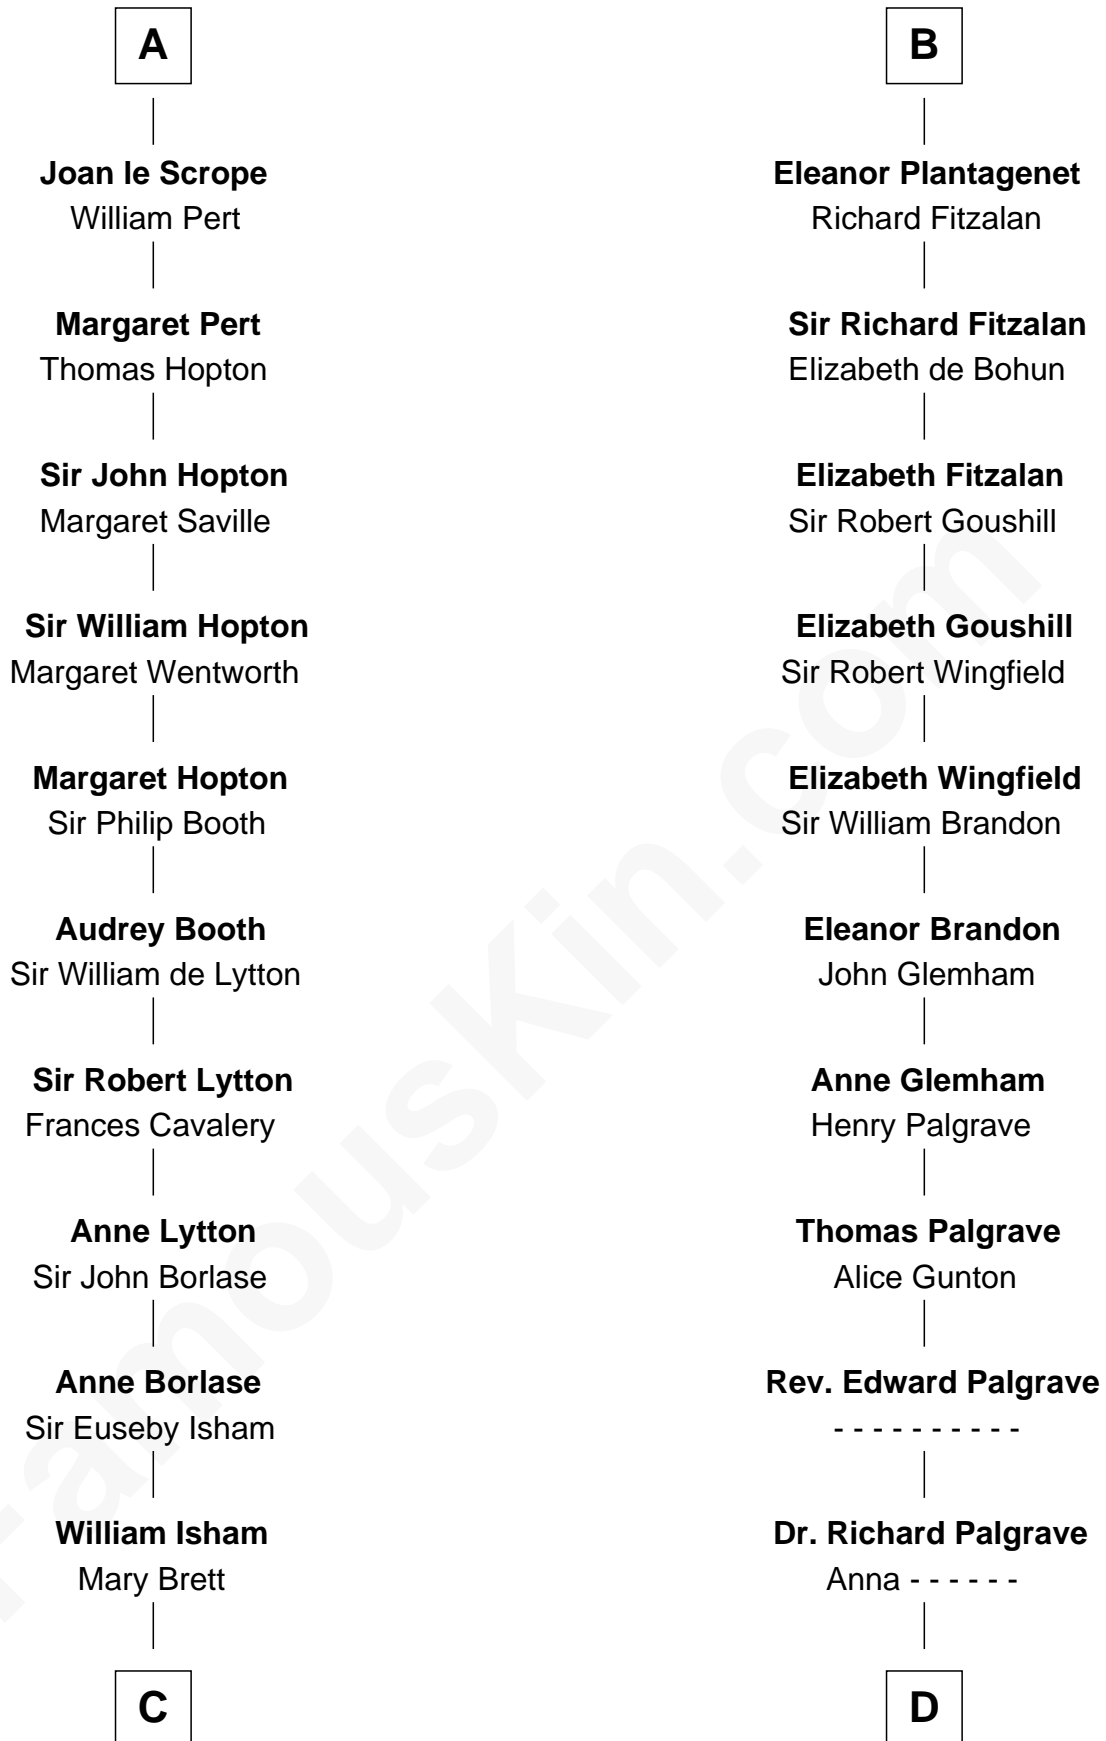 A
Joan le Scrope
William Pert
Margaret Pert
Thomas Hopton
Sir John Hopton
Margaret Saville
Sir William Hopton
Margaret Wentworth
Margaret Hopton
Sir Philip Booth
Audrey Booth
Sir William de Lytton
Sir Robert Lytton
Frances Cavalery
Anne Lytton
Sir John Borlase
Anne Borlase
Sir Euseby Isham
William Isham
Mary Brett
C
B
Eleanor Plantagenet
Richard Fitzalan
Sir Richard Fitzalan
Elizabeth de Bohun
Elizabeth Fitzalan
Sir Robert Goushill
Elizabeth Goushill
Sir Robert Wingfield
Elizabeth Wingfield
Sir William Brandon
Eleanor Brandon
John Glemham
Anne Glemham
Henry Palgrave
Thomas Palgrave
Alice Gunton
Rev. Edward Palgrave
- - - - - - - - - -
Dr. Richard Palgrave
Anna - - - - - -
D
FamousKin.com